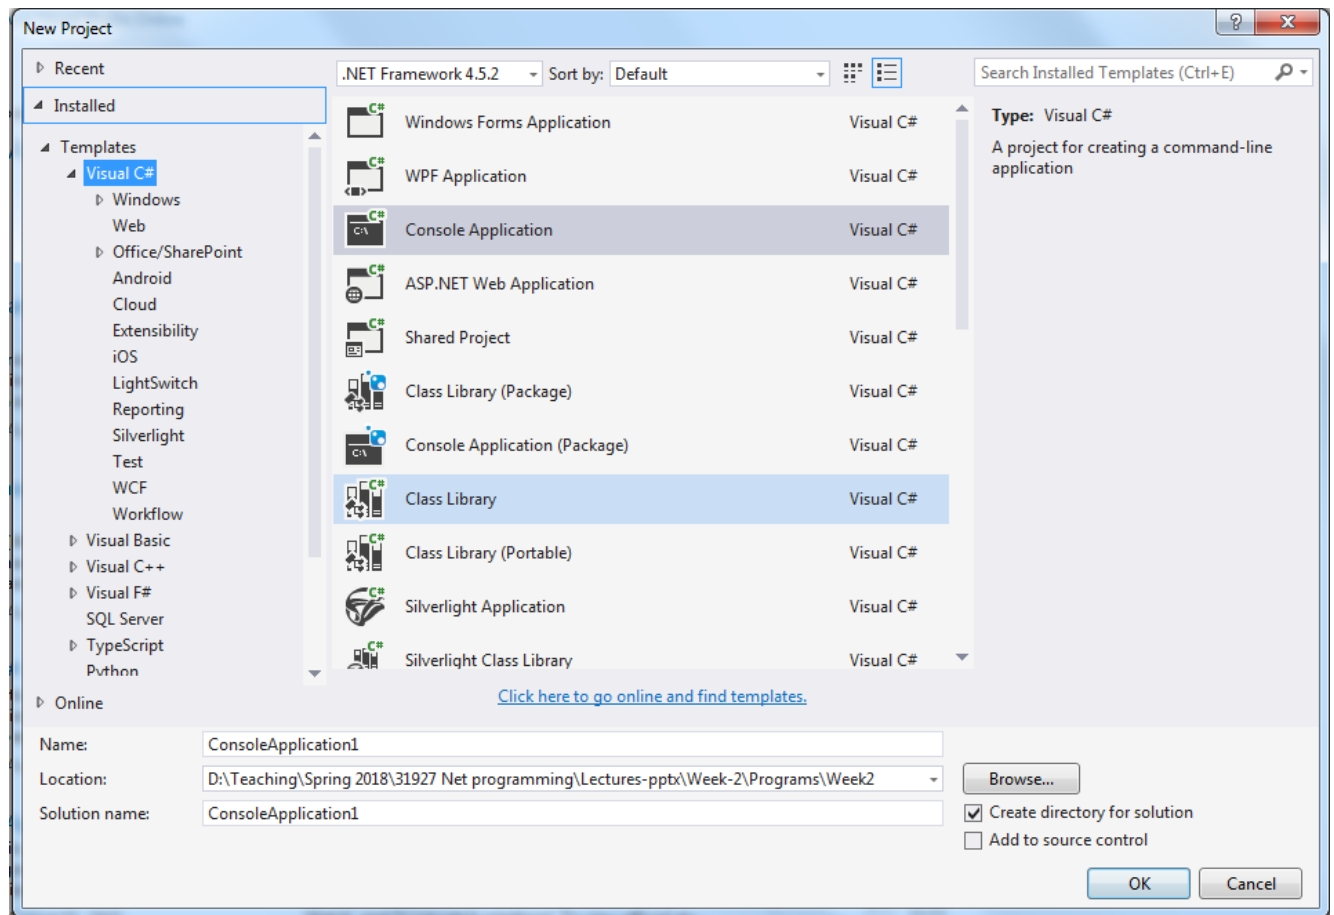 New Project
Recent
Installed
Templates
Visual C#
Windows
Web
Office/SharePoint
Android
Cloud
Extensibility
iOS
LightSwitch
Reporting
Silverlight
Test
WCF
Workflow
Visual Basic
Visual C++
Visual F#
SQL Server
TypeScript
Python
Online
.NET Framework 4.5.2 Sort by: Default
Windows Forms Application Visual C#
WPF Application Visual C#
Console Application Visual C#
ASP.NET Web Application Visual C#
Shared Project Visual C#
Class Library (Package) Visual C#
Console Application (Package) Visual C#
Class Library Visual C#
Class Library (Portable) Visual C#
Silverlight Application Visual C#
Silverlight Class Library Visual C#
Click here to go online and find templates.
Search Installed Templates (Ctrl+E)
Type: Visual C#
A project for creating a command-line
application
Name: ConsoleApplication1
Location: D:\Teaching\Spring 2018\31927 Net programming\Lectures-pptx\Week-2\Programs\Week2 Browse...
Solution name: ConsoleApplication1
Create directory for solution
Add to source control
OK Cancel